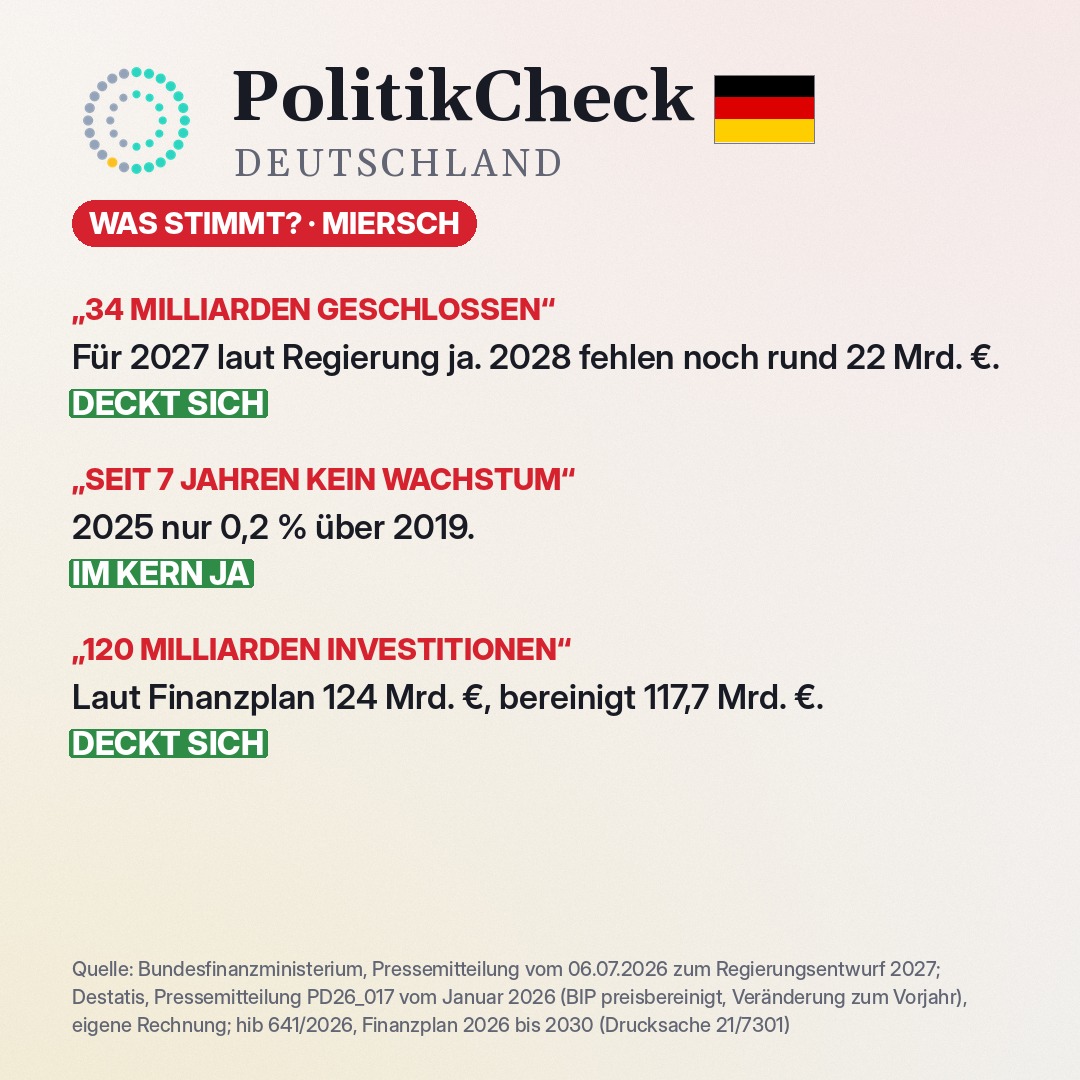 PolitikCheck
DEUTSCHLAND
WAS STIMMT? · MIERSCH
„34 MILLIARDEN GESCHLOSSEN“
Für 2027 laut Regierung ja. 2028 fehlen noch rund 22 Mrd. €.
DECKT SICH
„SEIT 7 JAHREN KEIN WACHSTUM“
2025 nur 0,2 % über 2019.
IM KERN JA
„120 MILLIARDEN INVESTITIONEN“
Laut Finanzplan 124 Mrd. €, bereinigt 117,7 Mrd. €.
DECKT SICH
Quelle: Bundesfinanzministerium, Pressemitteilung vom 06.07.2026 zum Regierungsentwurf 2027;
Destatis, Pressemitteilung PD26_017 vom Januar 2026 (BIP preisbereinigt, Veränderung zum Vorjahr),
eigene Rechnung; hib 641/2026, Finanzplan 2026 bis 2030 (Drucksache 21/7301)